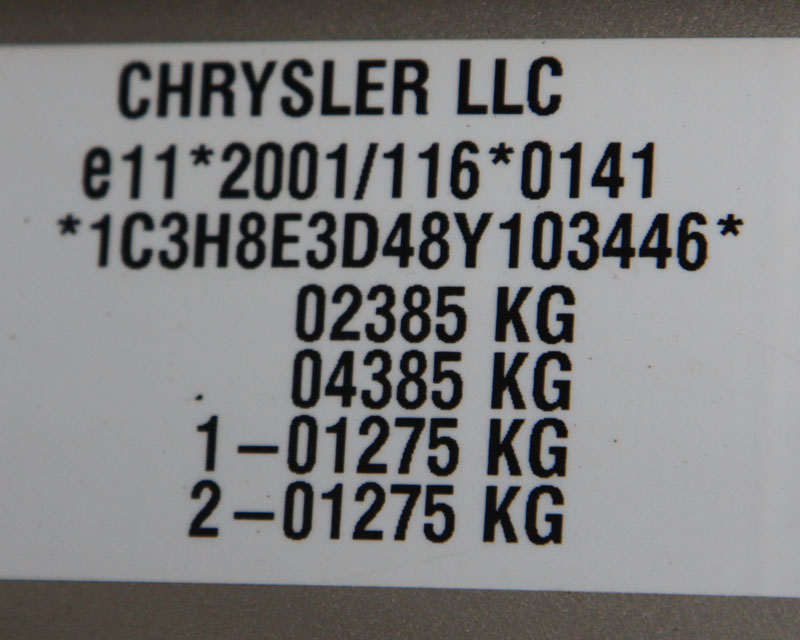 CHRYSLER LLC
e11*2001/116*0141
*1C3H8E3D48Y103446*
02385 KG
04385 KG
1-01275 KG
2-01275 KG